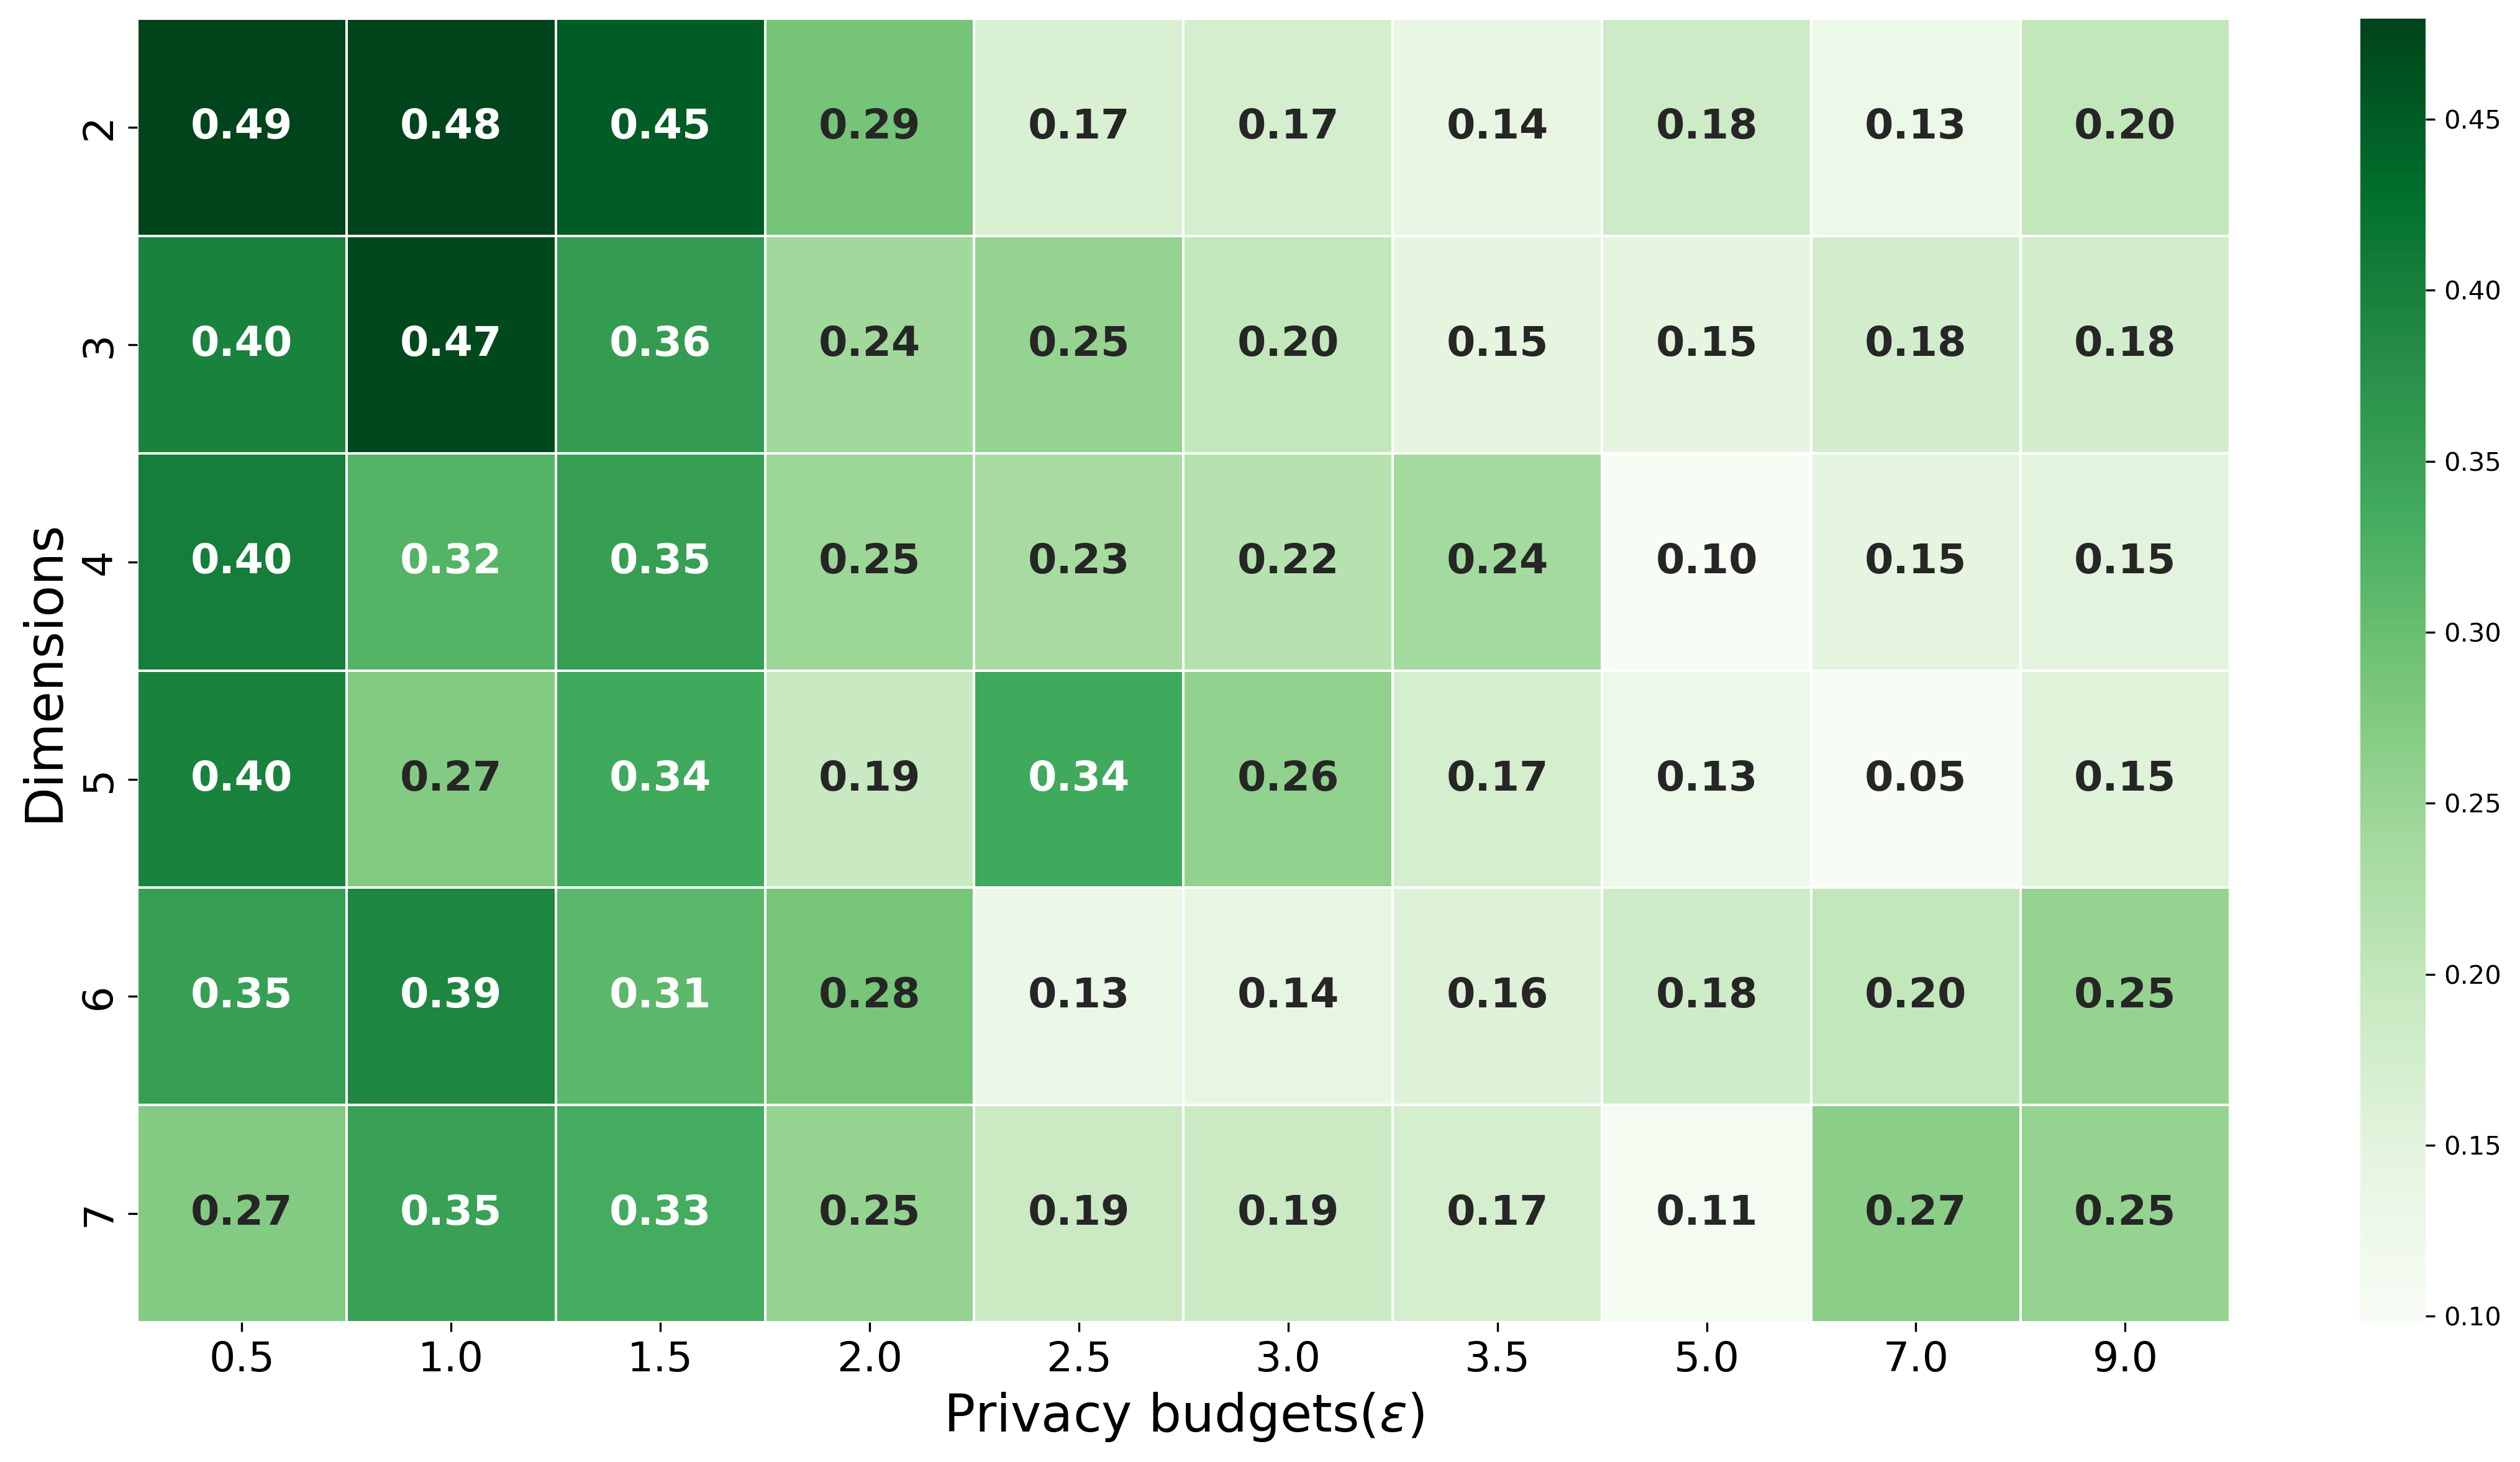 2 0.49 0.48 0.45 0.29 0.17 0.17 0.14 0.18 0.13 0.20
3 0.40 0.47 0.36 0.24 0.25 0.20 0.15 0.15 0.18 0.18
4 0.40 0.32 0.35 0.25 0.23 0.22 0.24 0.10 0.15 0.15
5 0.40 0.27 0.34 0.19 0.34 0.26 0.17 0.13 0.05 0.15
6 0.35 0.39 0.31 0.28 0.13 0.14 0.16 0.18 0.20 0.25
7 0.27 0.35 0.33 0.25 0.19 0.19 0.17 0.11 0.27 0.25
0.5 1.0 1.5 2.0 2.5 3.0 3.5 5.0 7.0 9.0
Privacy budgets(ε)
Dimensions
0.45
0.40
0.35
0.30
0.25
0.20
0.15
0.10